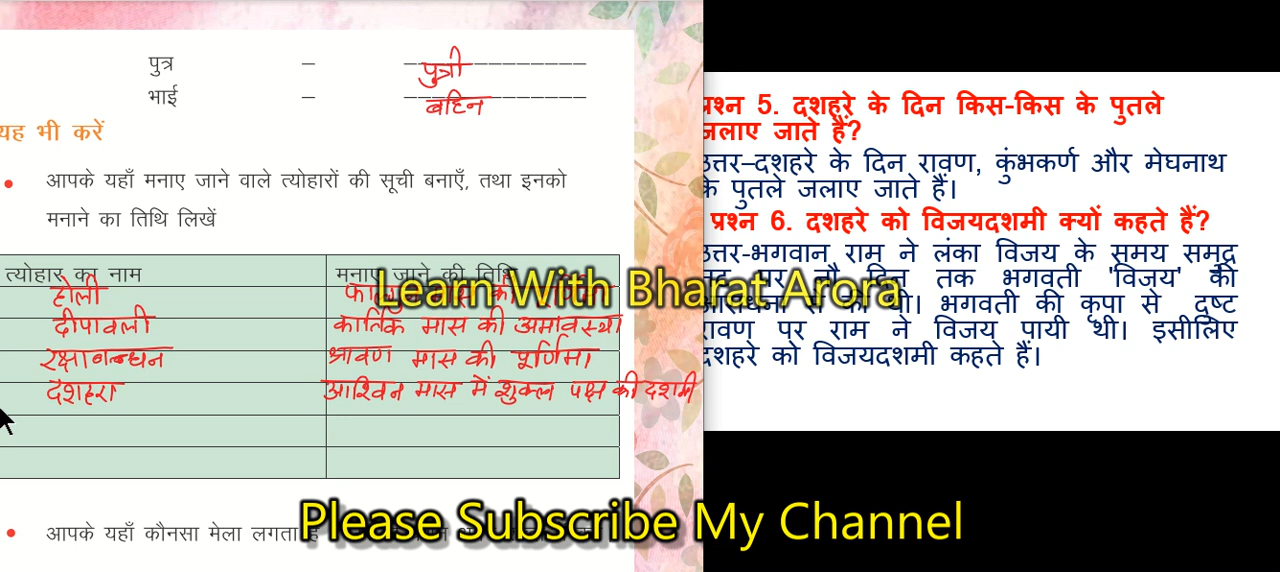 पुत्र – पुत्री
भाई – बहिन
यह भी करें
• आपके यहाँ मनाए जाने वाले त्योहारों की सूची बनाएँ, तथा इनको
मनाने का तिथि लिखें
त्योहार का नाम मनाए जाने की तिथि
होली
दीपावली कार्तिक मास की अमावस्या
रक्षाबन्धन श्रावण मास की पूर्णिमा
दशहरा आश्विन मास में शुक्ल पक्ष की दशमी
• आपके यहाँ कौनसा मेला लगता है
प्रश्न 5. दशहरे के दिन किस-किस के पुतले
जलाए जाते हैं?
उत्तर–दशहरे के दिन रावण, कुंभकर्ण और मेघनाथ
के पुतले जलाए जाते हैं।
प्रश्न 6. दशहरे को विजयदशमी क्यों कहते हैं?
उत्तर-भगवान राम ने लंका विजय के समय समुद्र
पर नौ दिन तक भगवती 'विजय' की
थी। भगवती की कृपा से दुष्ट
रावण पर राम ने विजय पायी थी। इसीलिए
दशहरे को विजयदशमी कहते हैं।
Learn With Bharat Arora
Please Subscribe My Channel